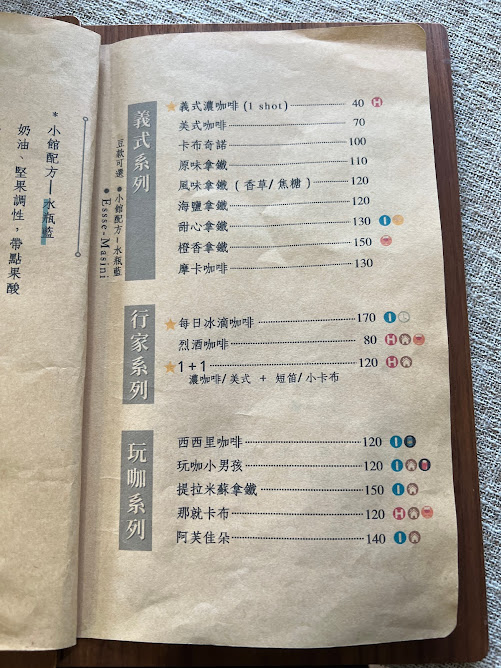 * 小館配方—水瓶藍
奶油、堅果調性，帶點果酸
義式系列
豆款可選 ●小館配方-水瓶藍
●Essse-Masini
★義式濃咖啡 (1 shot) 40 H
美式咖啡 70
卡布奇諾 100
原味拿鐵 110
風味拿鐵 ( 香草/ 焦糖 ) 120
海鹽拿鐵 120
甜心拿鐵 130 I
橙香拿鐵 150
摩卡咖啡 130
行家系列
★每日冰滴咖啡 170 I
烈酒咖啡 80 H
★1+1 120 H
濃咖啡/美式 + 短笛/小卡布
玩咖系列
西西里咖啡 120 I
玩咖小男孩 120 I
提拉米蘇拿鐵 150 I
那就卡布 120 H
阿芙佳朵 140 I